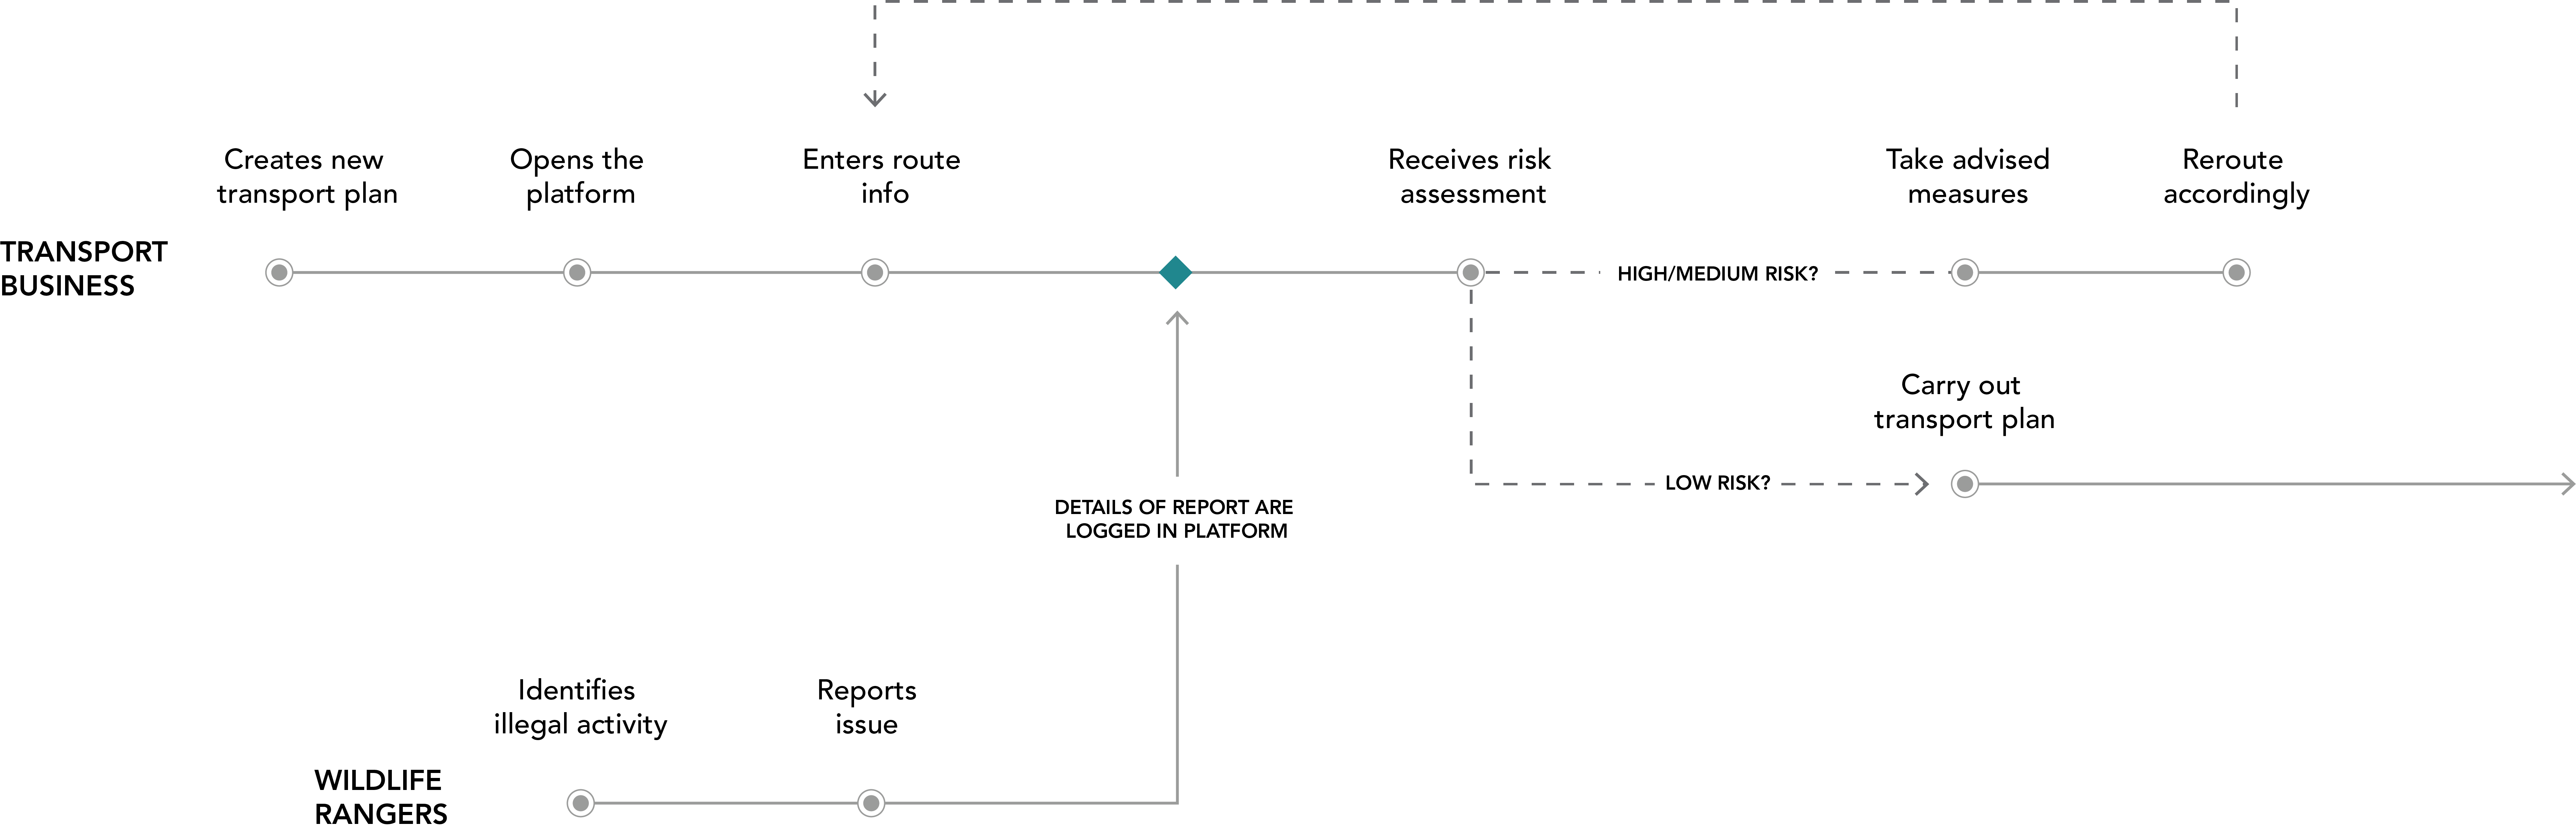 Creates new
transport plan
Opens the
platform
Enters route
info
Receives risk
assessment
Take advised
measures
Reroute
accordingly
TRANSPORT
BUSINESS
HIGH/MEDIUM RISK?
Carry out
transport plan
LOW RISK?
DETAILS OF REPORT ARE
LOGGED IN PLATFORM
Identifies
illegal activity
Reports
issue
WILDLIFE
RANGERS